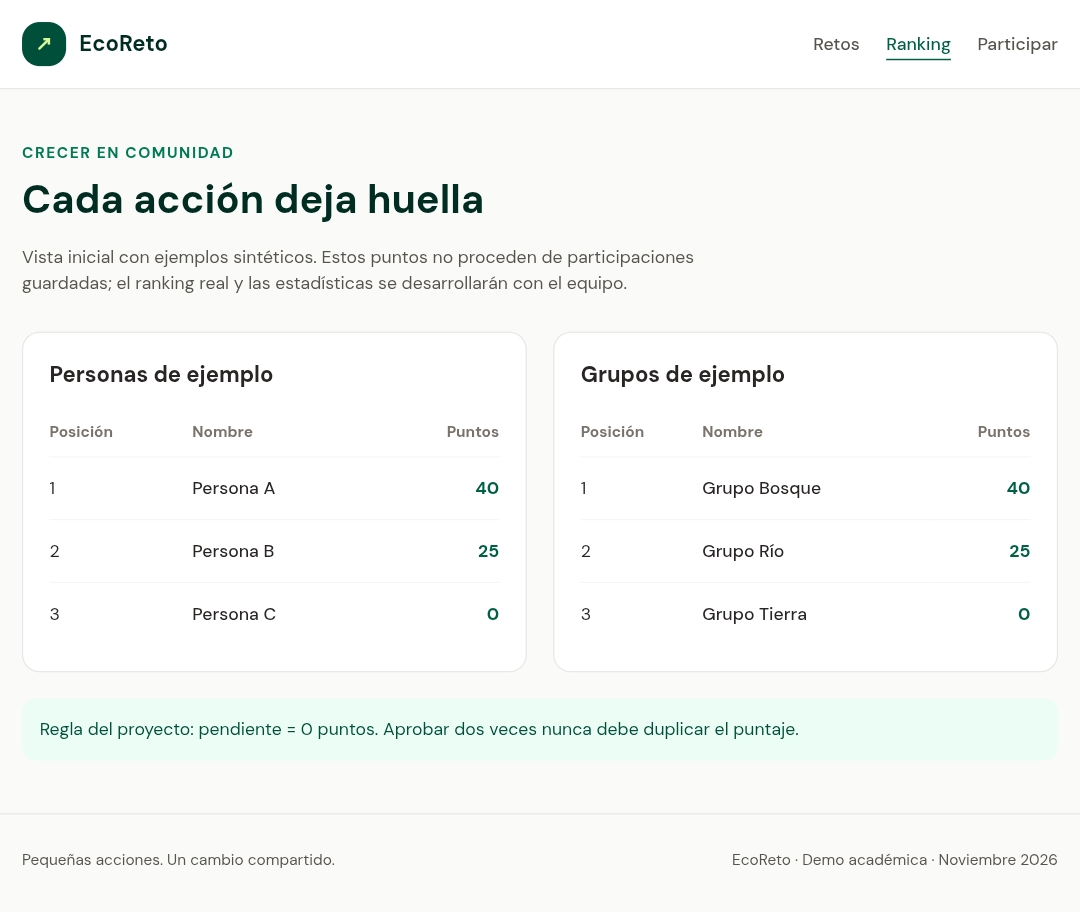 EcoReto
Retos Ranking Participar
CRECER EN COMUNIDAD
Cada acción deja huella
Vista inicial con ejemplos sintéticos. Estos puntos no proceden de participaciones
guardadas; el ranking real y las estadísticas se desarrollarán con el equipo.
Personas de ejemplo
Posición Nombre Puntos
1 Persona A 40
2 Persona B 25
3 Persona C 0
Grupos de ejemplo
Posición Nombre Puntos
1 Grupo Bosque 40
2 Grupo Río 25
3 Grupo Tierra 0
Regla del proyecto: pendiente = 0 puntos. Aprobar dos veces nunca debe duplicar el puntaje.
Pequeñas acciones. Un cambio compartido.
EcoReto · Demo académica · Noviembre 2026